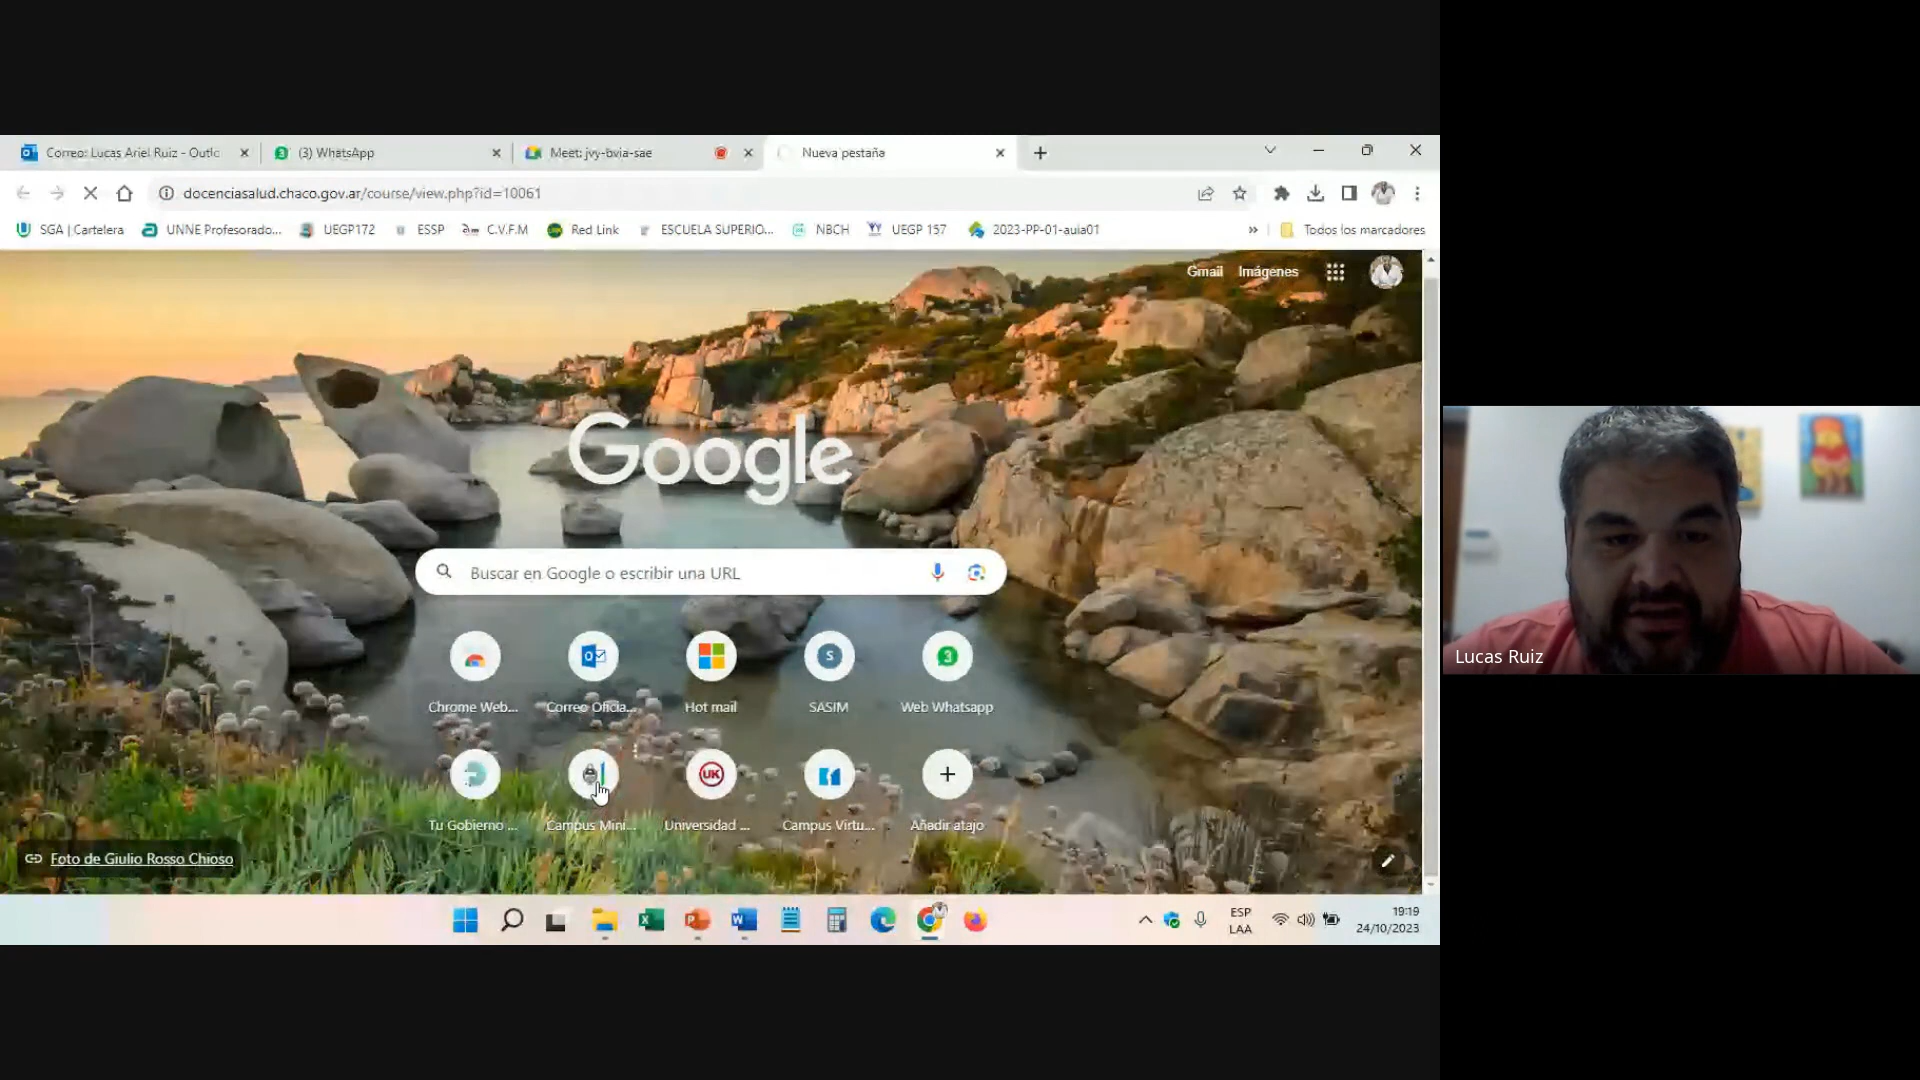 Correo: Lucas Ariel Ruiz - Outlo
(3) WhatsApp
Meet: jvy-bvia-sae
Nueva pestaña
docenciasalud.chaco.gov.ar/course/view.php?id=10061
SGA | Cartelera
UNNE Profesorado...
UEGP172
ESSP
C.V.F.M
Red Link
ESCUELA SUPERIO...
NBCH
UEGP 157
2023-PP-01-aula01
»
Todos los marcadores
Gmail
Imágenes
Google
Buscar en Google o escribir una URL
Chrome Web...
Correo Oficia...
Hot mail
S
SASIM
3
Web Whatsapp
Tu Gobierno ...
Campus Mini...
UK
Universidad ...
Campus Virtu...
Añadir atajo
Foto de Giulio Rosso Chioso
ESP
LAA
19:19
24/10/2023
Lucas Ruiz